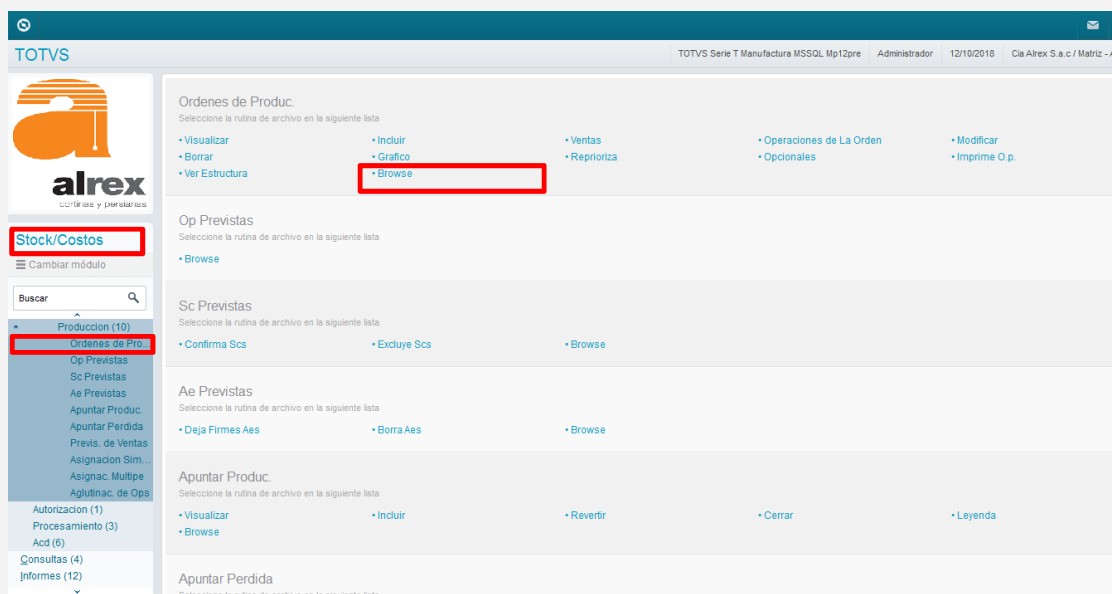 TOTVS
TOTVS Serie T Manufactura MSSQL Mp12pre Administrador 12/10/2018 Cia Alrex S.a.c / Matriz - A
alrex
cortinas y persianas
Stock/Costos
Cambiar módulo
Buscar
Produccion (10)
Ordenes de Pro...
Op Previstas
Sc Previstas
Ae Previstas
Apuntar Produc.
Apuntar Perdida
Previs. de Ventas
Asignacion Sim...
Asignac. Multipe
Aglutinac. de Ops
Autorizacion (1)
Procesamiento (3)
Acd (6)
Consultas (4)
Informes (12)
Ordenes de Produc.
Seleccione la rutina de archivo en la siguiente lista
• Visualizar • Incluir • Ventas • Operaciones de La Orden • Modificar
• Borrar • Grafico • Reprioriza • Opcionales • Imprime O.p.
• Ver Estructura • Browse
Op Previstas
Seleccione la rutina de archivo en la siguiente lista
• Browse
Sc Previstas
Seleccione la rutina de archivo en la siguiente lista
• Confirma Scs • Excluye Scs • Browse
Ae Previstas
Seleccione la rutina de archivo en la siguiente lista
• Deja Firmes Aes • Borra Aes • Browse
Apuntar Produc.
Seleccione la rutina de archivo en la siguiente lista
• Visualizar • Incluir • Revertir • Cerrar • Leyenda
• Browse
Apuntar Perdida